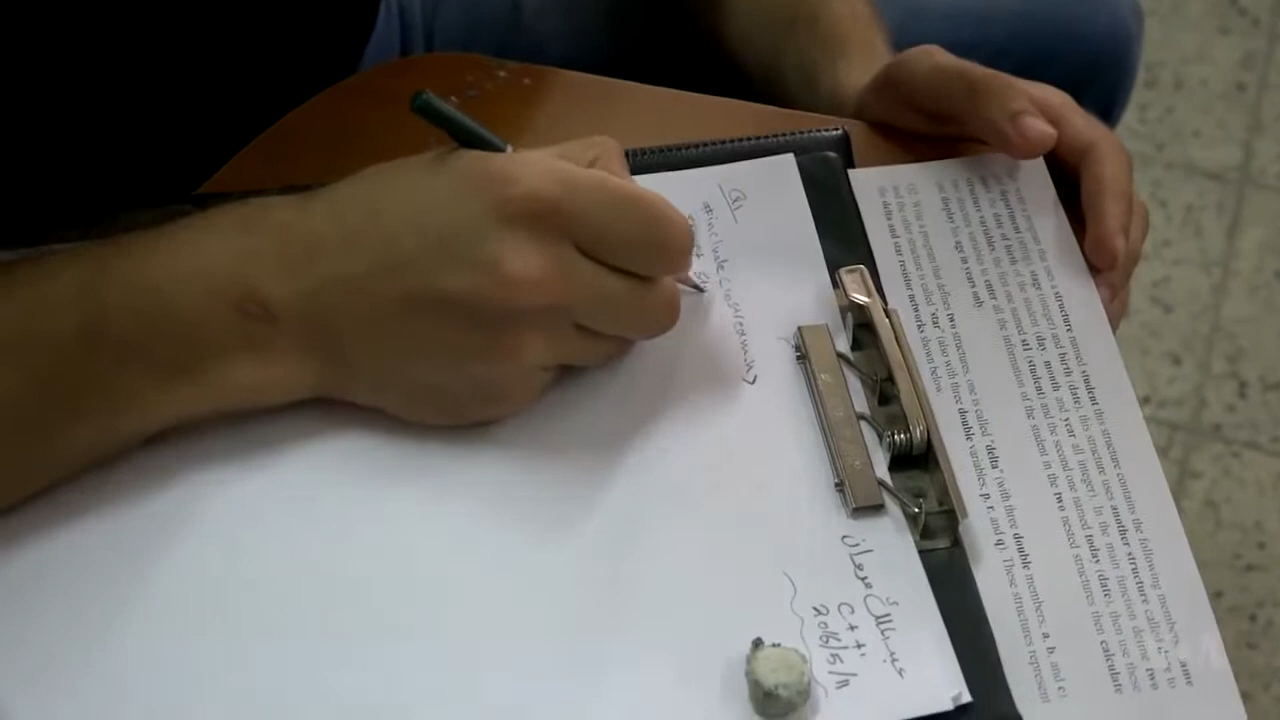 عبدالملك مروان
C++
2016/5/11
Q1
#include<iostream.h>
write a program that uses a structure named student this structure contains the following members: name
department (string), stage (integer) and birth (date), this structure uses another structure called date to
the date of birth of the student (day, month and year all integer). In the main function define two
structure variables, the first one named st1 (student) and the second one named today (date), then use these
two structure variables to enter all the information of the student in the two nested structures then calculate
and display his age in years only.
Q2: Write a program that defines two structures, one is called "delta" (with three double members: a, b, and c)
and the other structure is called "star" (also with three double variables; p, r, and q). These structures represent
the delta and star resistor networks shown below.